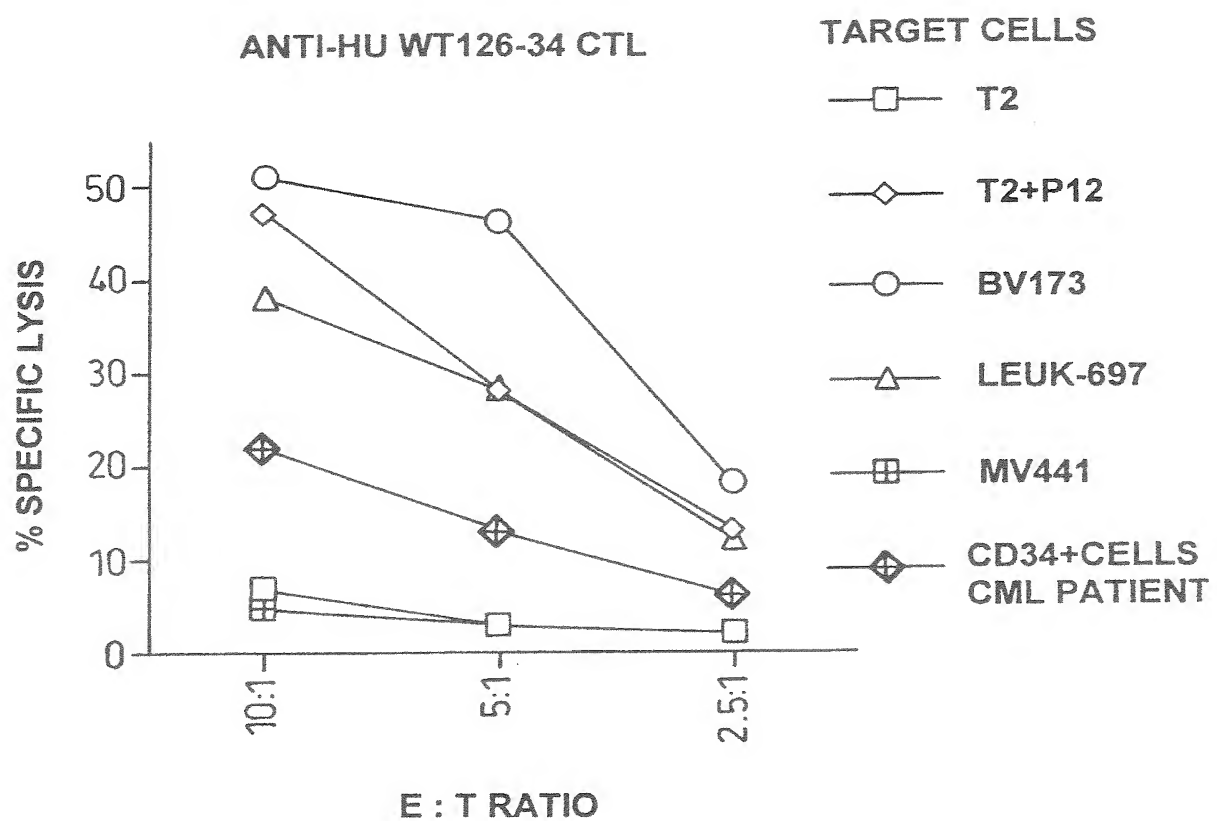 ANTI-HU WT126-34 CTL
TARGET CELLS
T2
T2+P12
BV173
LEUK-697
MV441
CD34+CELLS
CML PATIENT
% SPECIFIC LYSIS
50
40
30
20
10
0
10:1
5:1
2.5:1
E : T RATIO